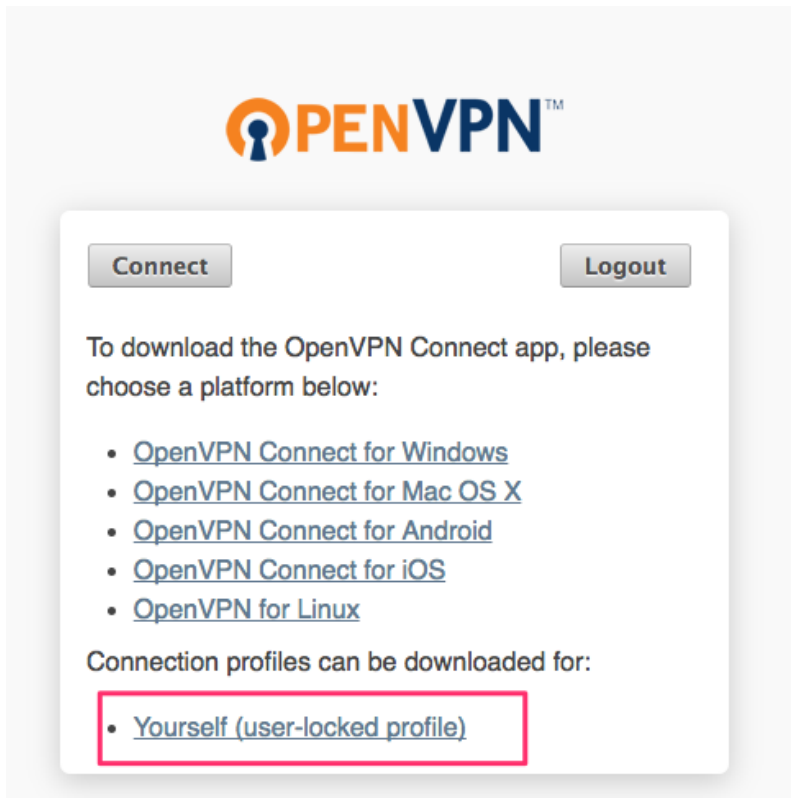 OPENVPN™
Connect
Logout
To download the OpenVPN Connect app, please
choose a platform below:
• OpenVPN Connect for Windows
• OpenVPN Connect for Mac OS X
• OpenVPN Connect for Android
• OpenVPN Connect for iOS
• OpenVPN for Linux
Connection profiles can be downloaded for:
• Yourself (user-locked profile)